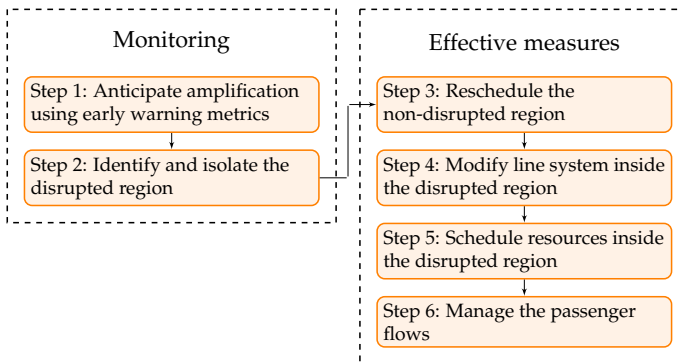 Monitoring
Step 1: Anticipate amplification
using early warning metrics
Step 2: Identify and isolate the
disrupted region
Effective measures
Step 3: Reschedule the
non-disrupted region
Step 4: Modify line system inside
the disrupted region
Step 5: Schedule resources inside
the disrupted region
Step 6: Manage the passenger
flows